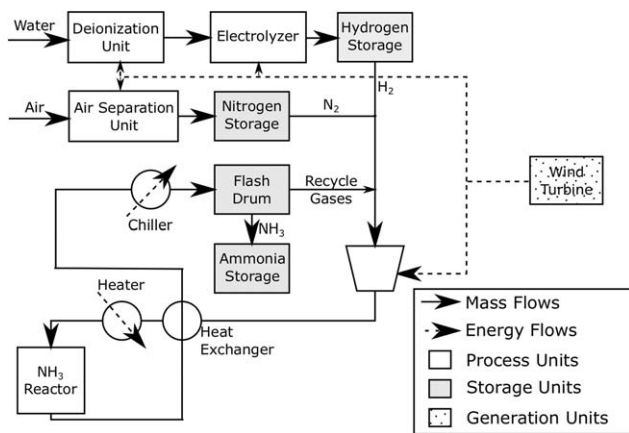 Water
Deionization
Unit
Electrolyzer
Hydrogen
Storage
H2
Air
Air Separation
Unit
Nitrogen
Storage
N2
Wind
Turbine
Chiller
Flash
Drum
Recycle
Gases
NH3
Ammonia
Storage
Heater
Heat
Exchanger
NH3
Reactor
Mass Flows
Energy Flows
Process Units
Storage Units
Generation Units